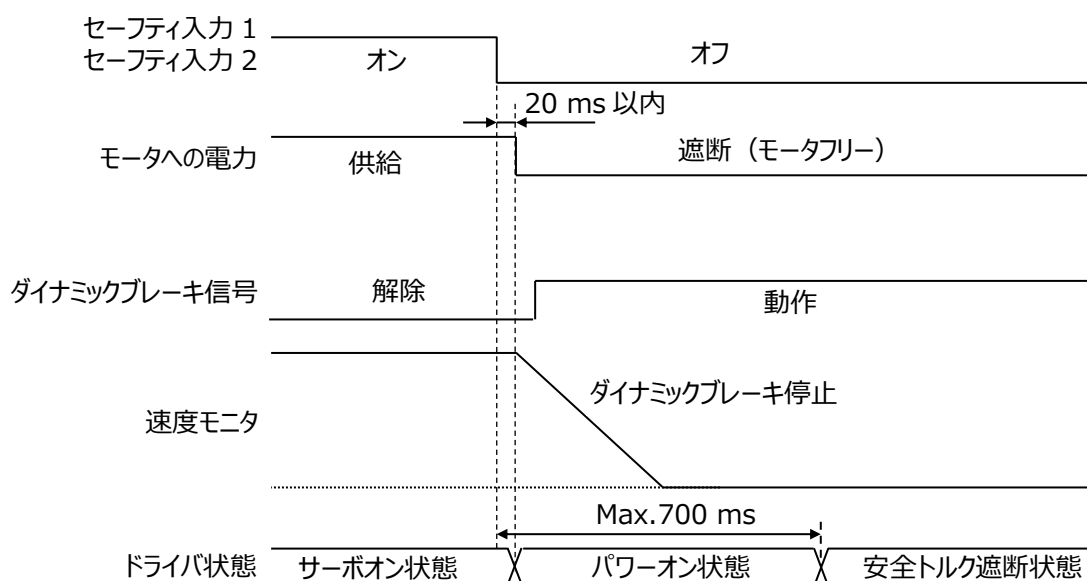 セーフティ入力 1
セーフティ入力 2
オン
オフ
20 ms 以内
モータへの電力
供給
遮断（モータフリー）
ダイナミックブレーキ信号
解除
動作
速度モニタ
ダイナミックブレーキ停止
Max.700 ms
ドライバ状態
サーボオン状態
パワーオン状態
安全トルク遮断状態